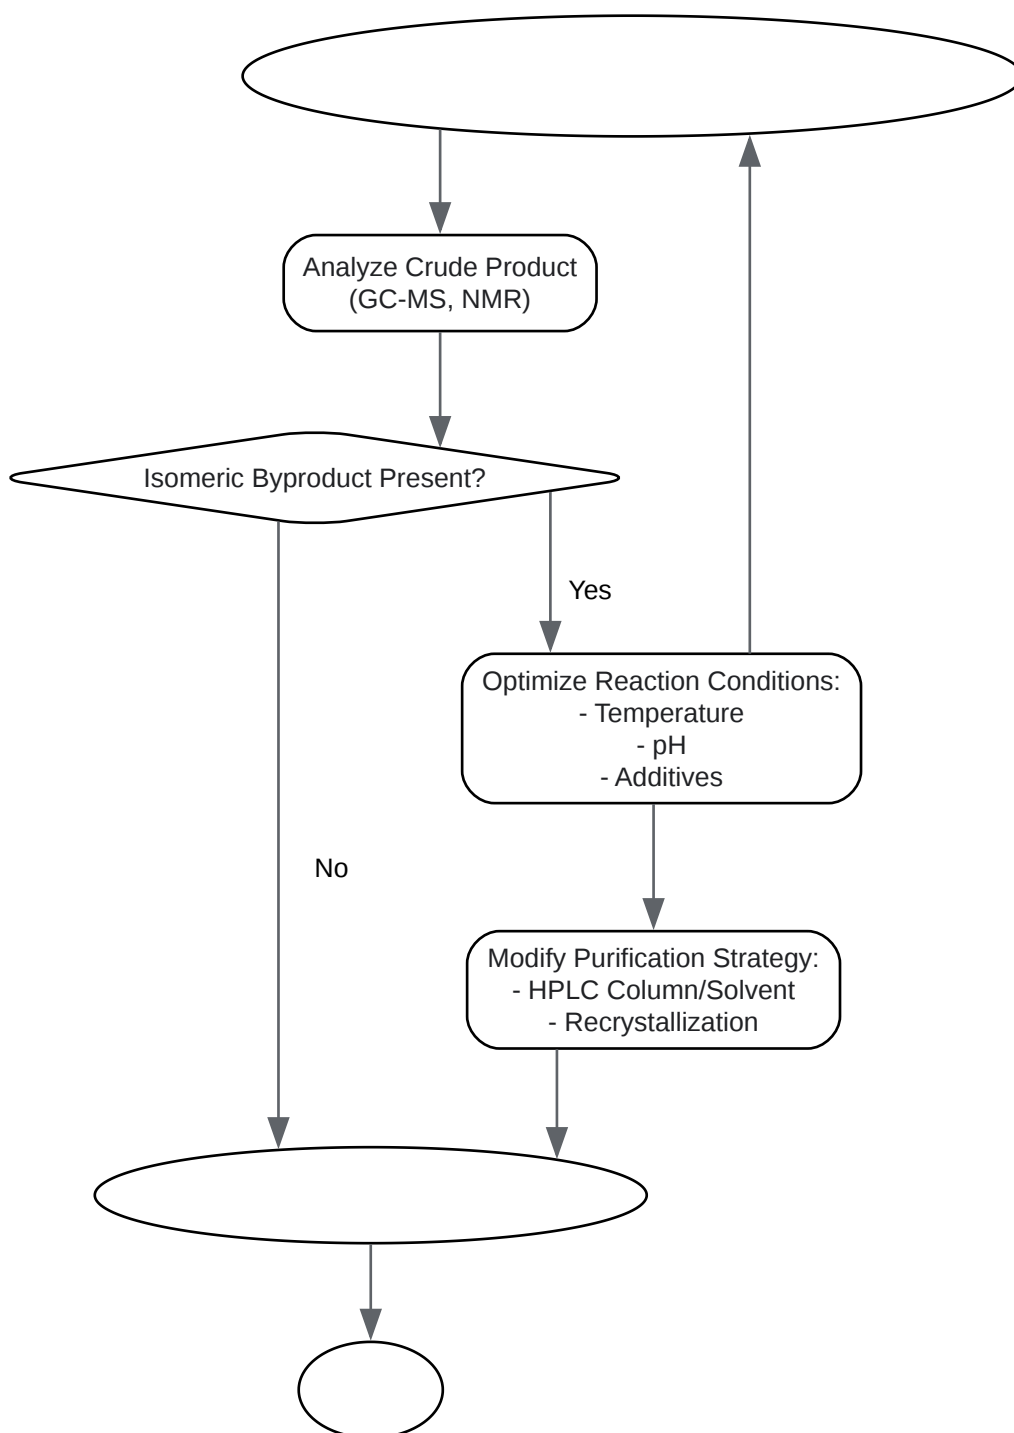 Analyze Crude Product
(GC-MS, NMR)
Isomeric Byproduct Present?
Yes
Optimize Reaction Conditions:
- Temperature
- pH
- Additives
No
Modify Purification Strategy:
- HPLC Column/Solvent
- Recrystallization